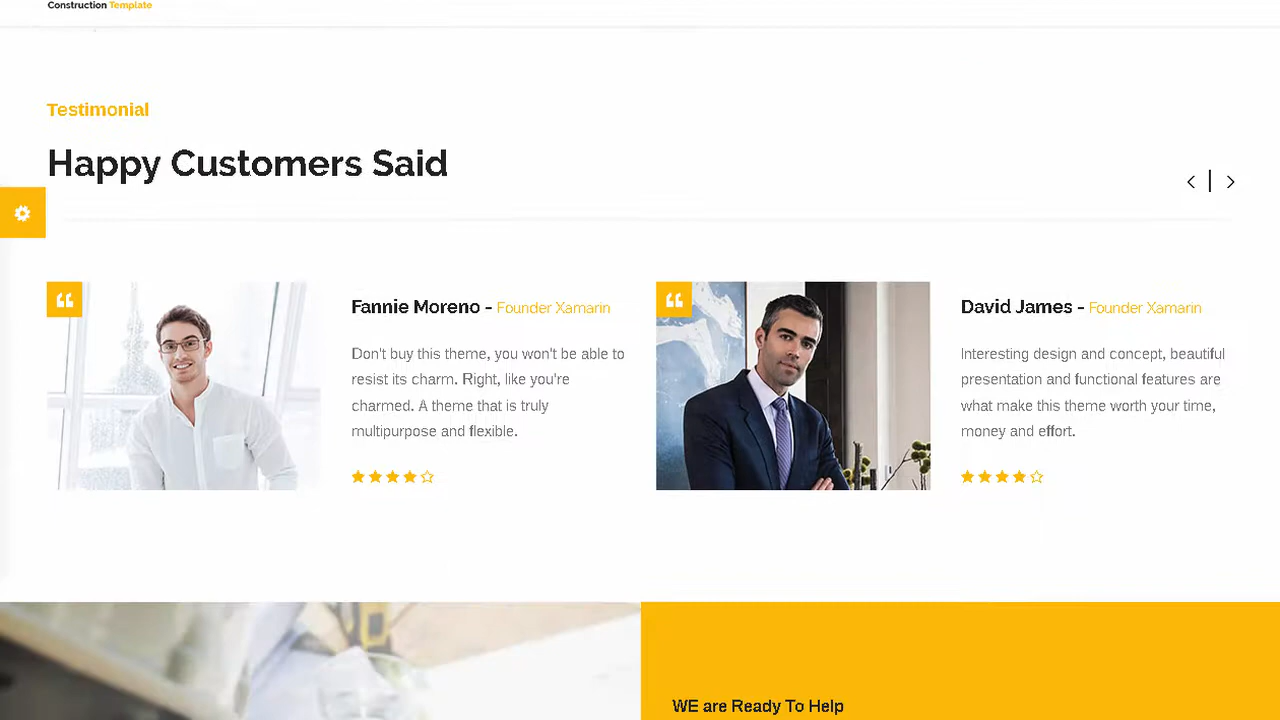 Construction Template
Testimonial
Happy Customers Said
Fannie Moreno - Founder Xamarin
Don't buy this theme, you won't be able to
resist its charm. Right, like you're
charmed. A theme that is truly
multipurpose and flexible.
David James - Founder Xamarin
Interesting design and concept, beautiful
presentation and functional features are
what make this theme worth your time,
money and effort.
WE are Ready To Help